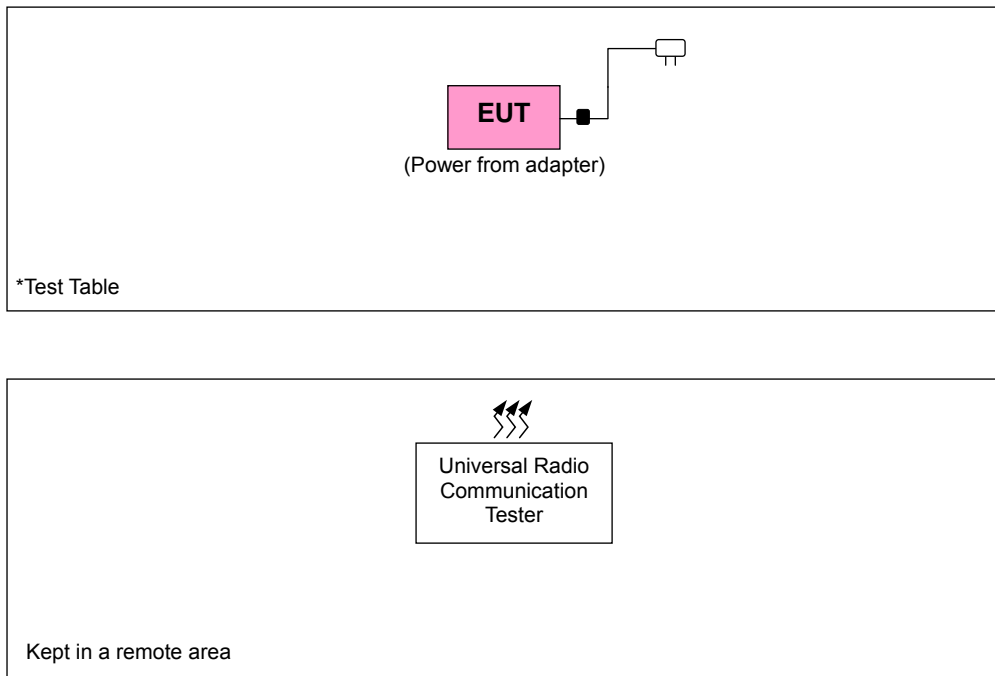 EUT
(Power from adapter)
*Test Table
Universal Radio
Communication
Tester
Kept in a remote area